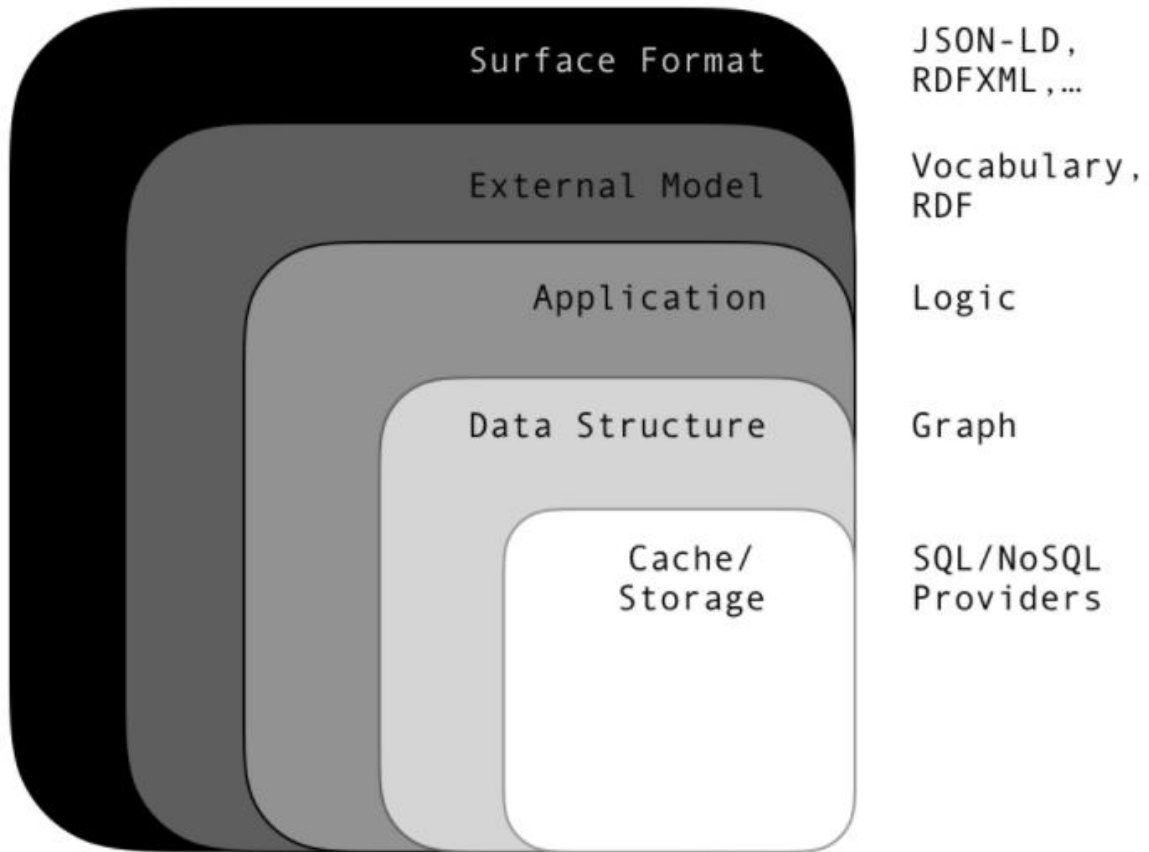 Surface Format
JSON-LD,
RDFXML,…
External Model
Vocabulary,
RDF
Application
Logic
Data Structure
Graph
Cache/
Storage
SQL/NoSQL
Providers